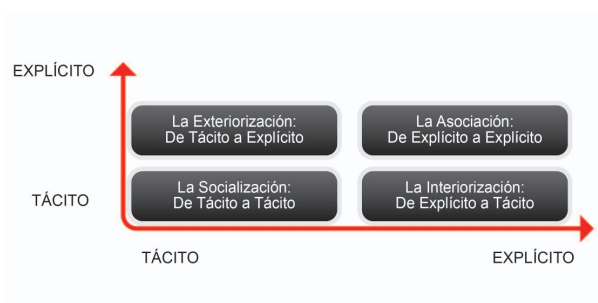 EXPLÍCITO
La Exteriorización:
De Tácito a Explícito
La Asociación:
De Explícito a Explícito
TÁCITO
La Socialización:
De Tácito a Tácito
La Interiorización:
De Explícito a Tácito
TÁCITO
EXPLÍCITO